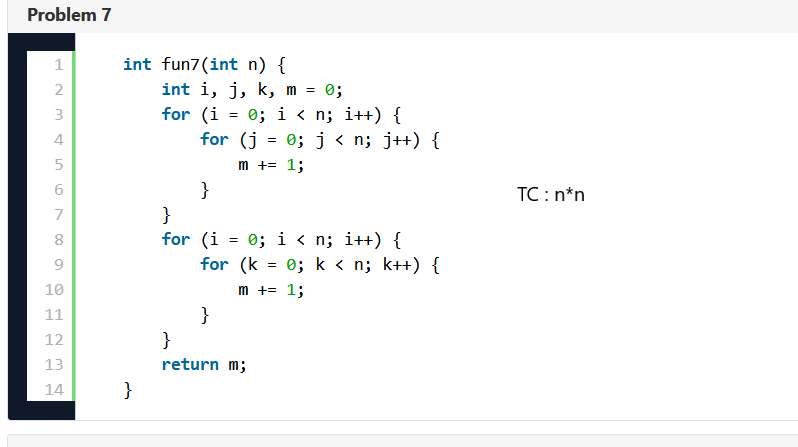 Problem 7
1 int fun7(int n) {
2 int i, j, k, m = 0;
3 for (i = 0; i < n; i++) {
4 for (j = 0; j < n; j++) {
5 m += 1;
6 }
TC : n*n
7 }
8 for (i = 0; i < n; i++) {
9 for (k = 0; k < n; k++) {
10 m += 1;
11 }
12 }
13 return m;
14 }